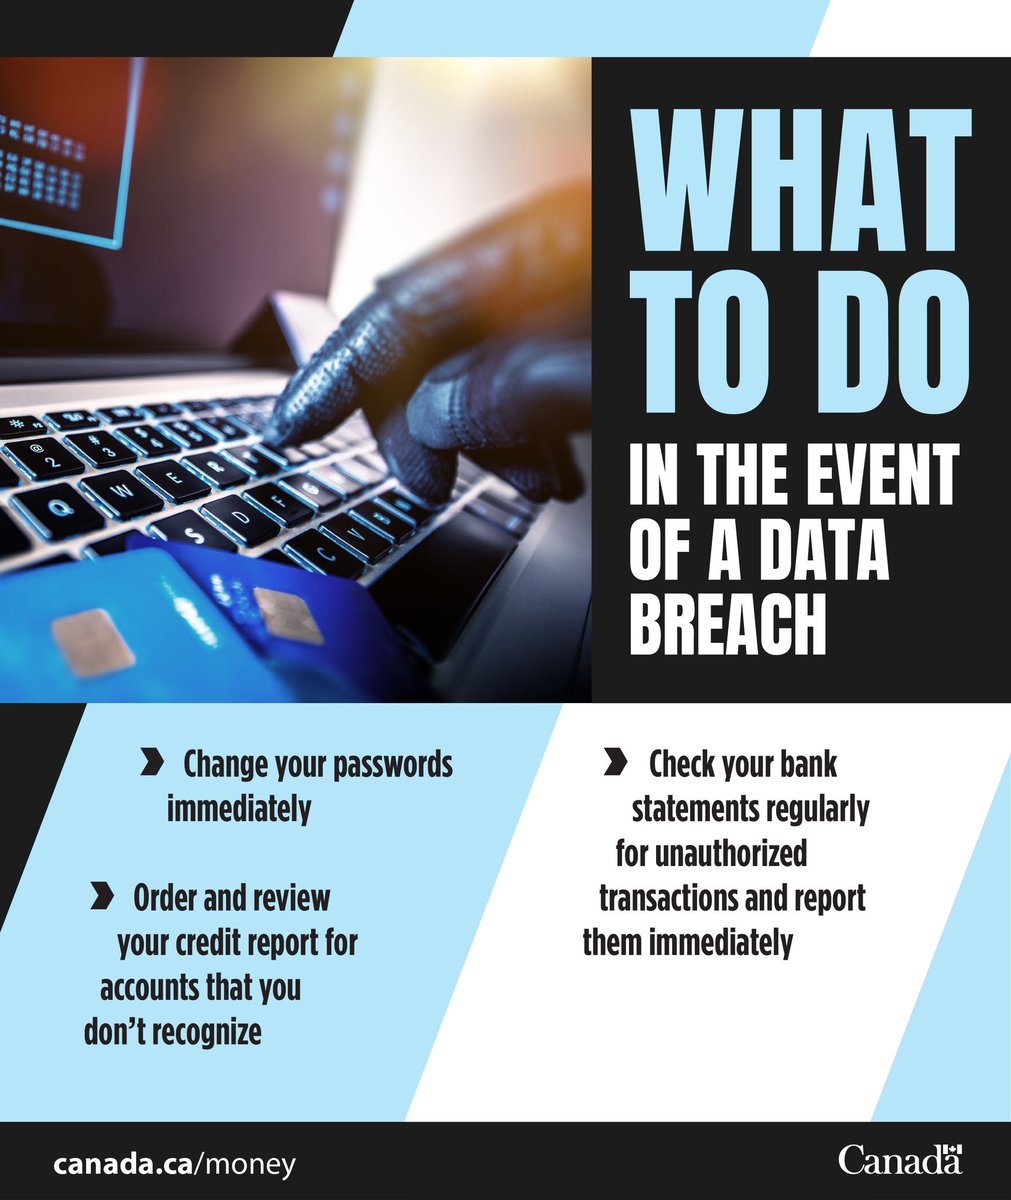 WHAT
TO DO
IN THE EVENT
OF A DATA
BREACH
Change your passwords
immediately
Order and review
your credit report for
accounts that you
don’t recognize
Check your bank
statements regularly
for unauthorized
transactions and report
them immediately
canada.ca/money
Canada